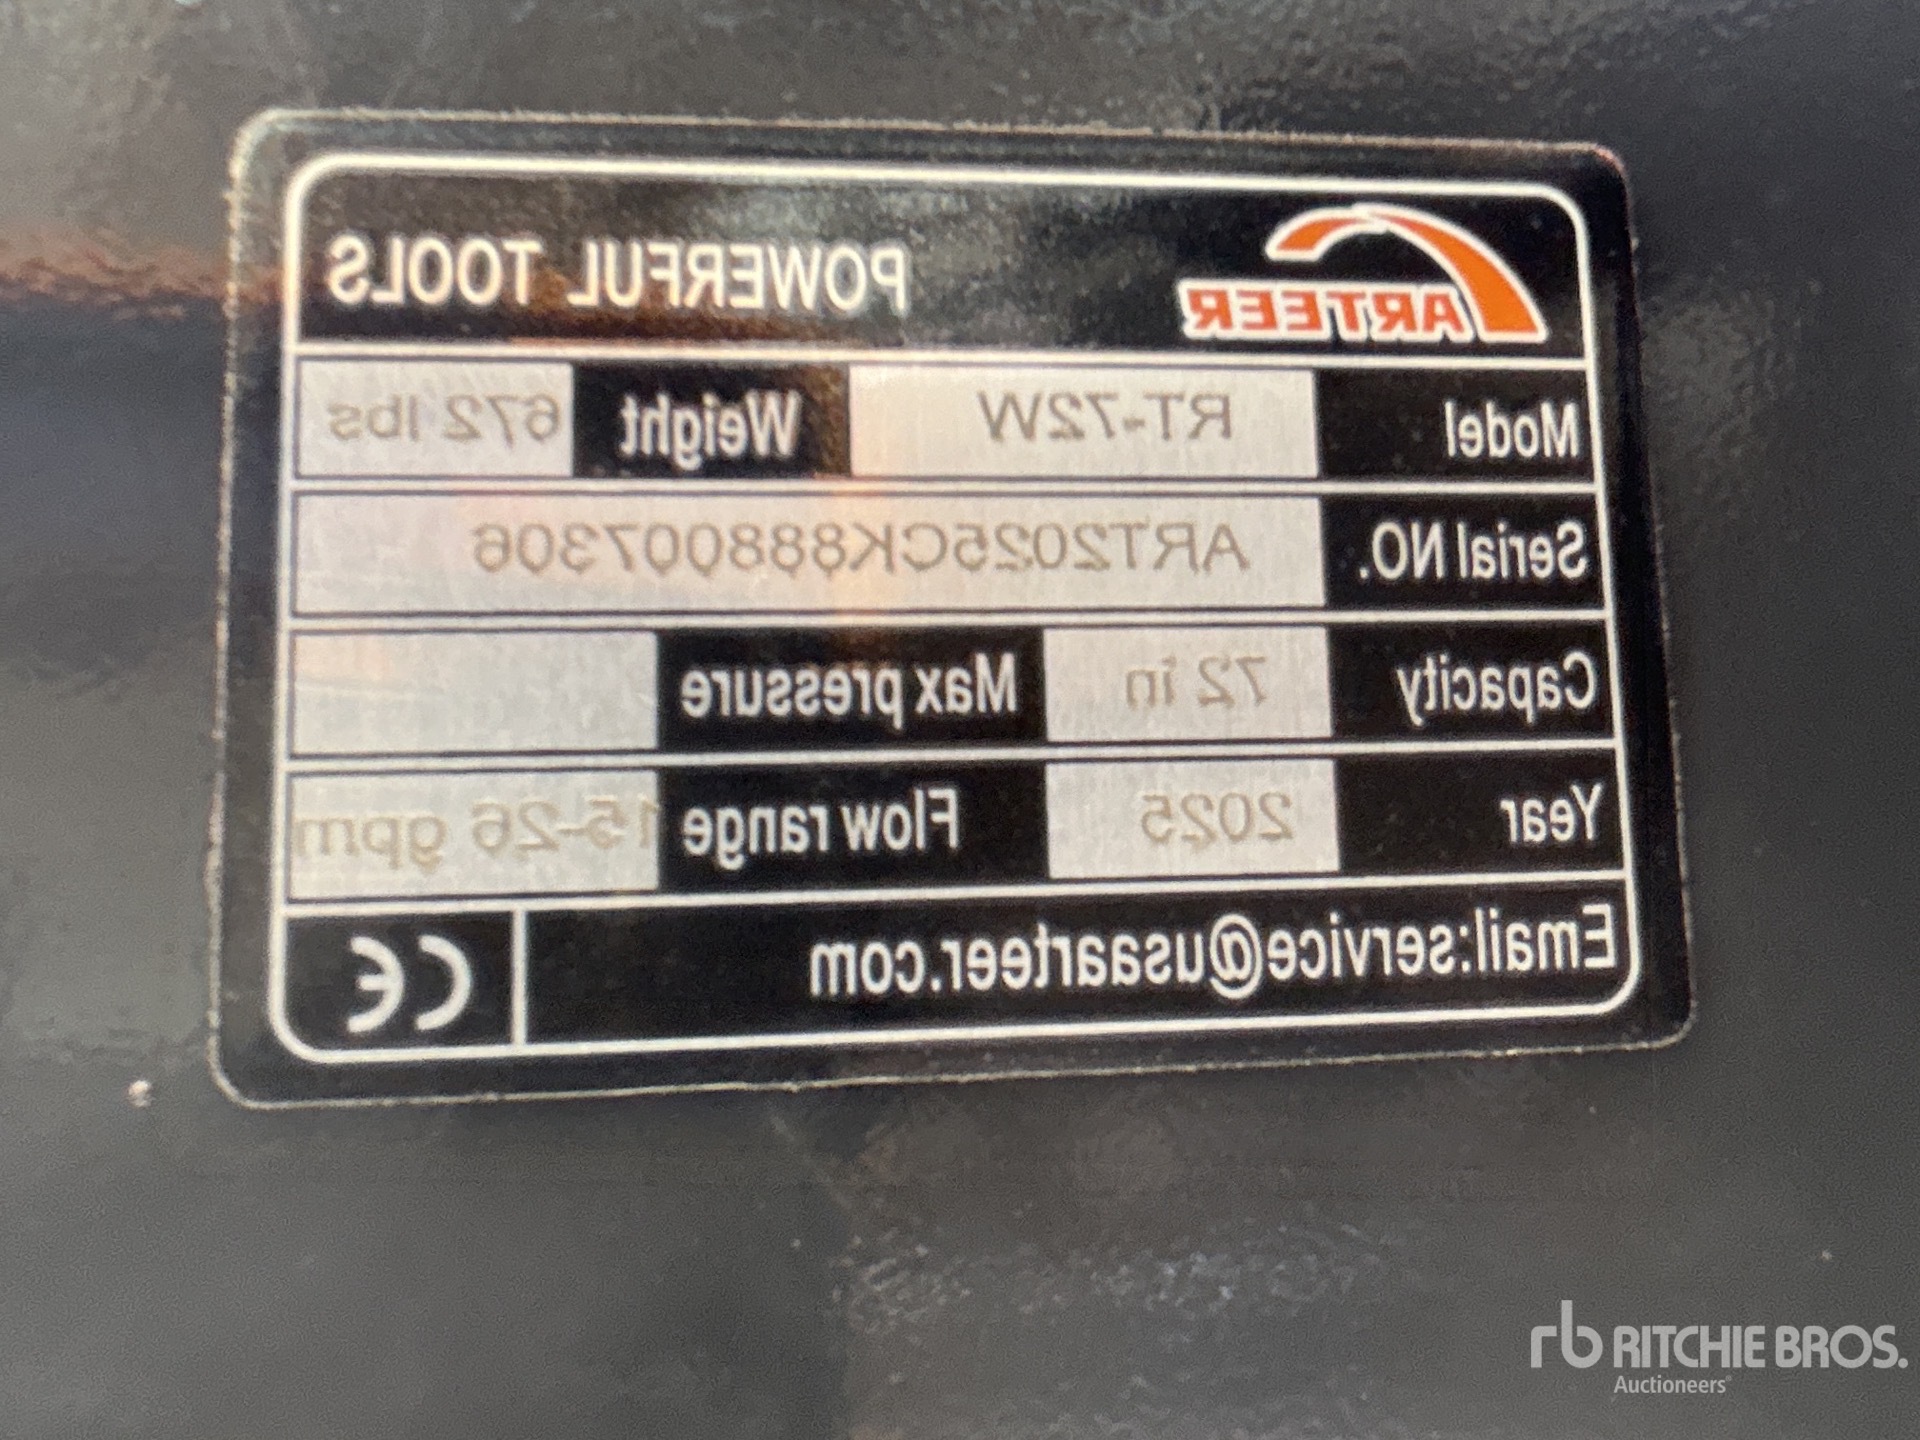 ARTEER POWERFUL TOOLS
Model RT-72W Weight 672 lbs
Serial NO. ART2025CK888007306
Capacity 72 in Max pressure
Year 2025 Flow range 15-26 gpm
Email:service@usaarteer.com CE
rb RITCHIE BROS.
Auctioneers